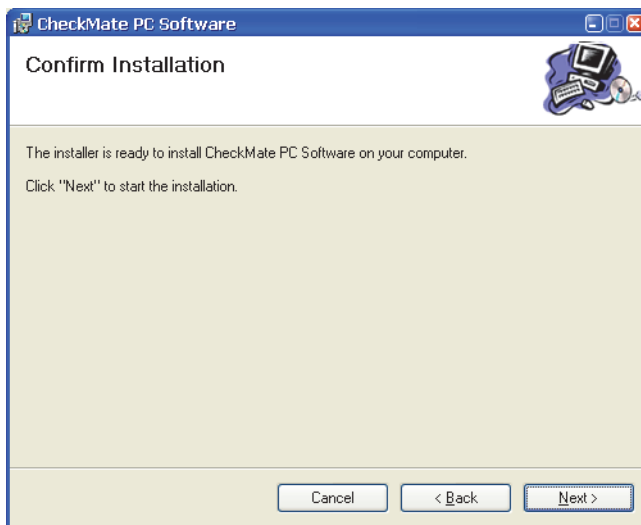 CheckMate PC Software
Confirm Installation
The installer is ready to install CheckMate PC Software on your computer.
Click "Next" to start the installation.
Cancel
< Back
Next >